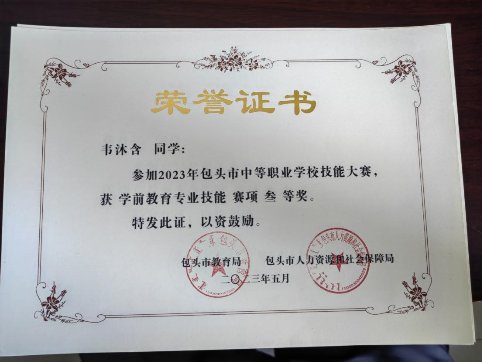 荣誉证书
韦沐含 同学：
参加2023年包头市中等职业学校技能大赛，
获 学前教育专业技能 赛项 叁 等奖。
特发此证，以资鼓励。
包头市教育局 包头市人力资源和社会保障局
二〇二三年五月